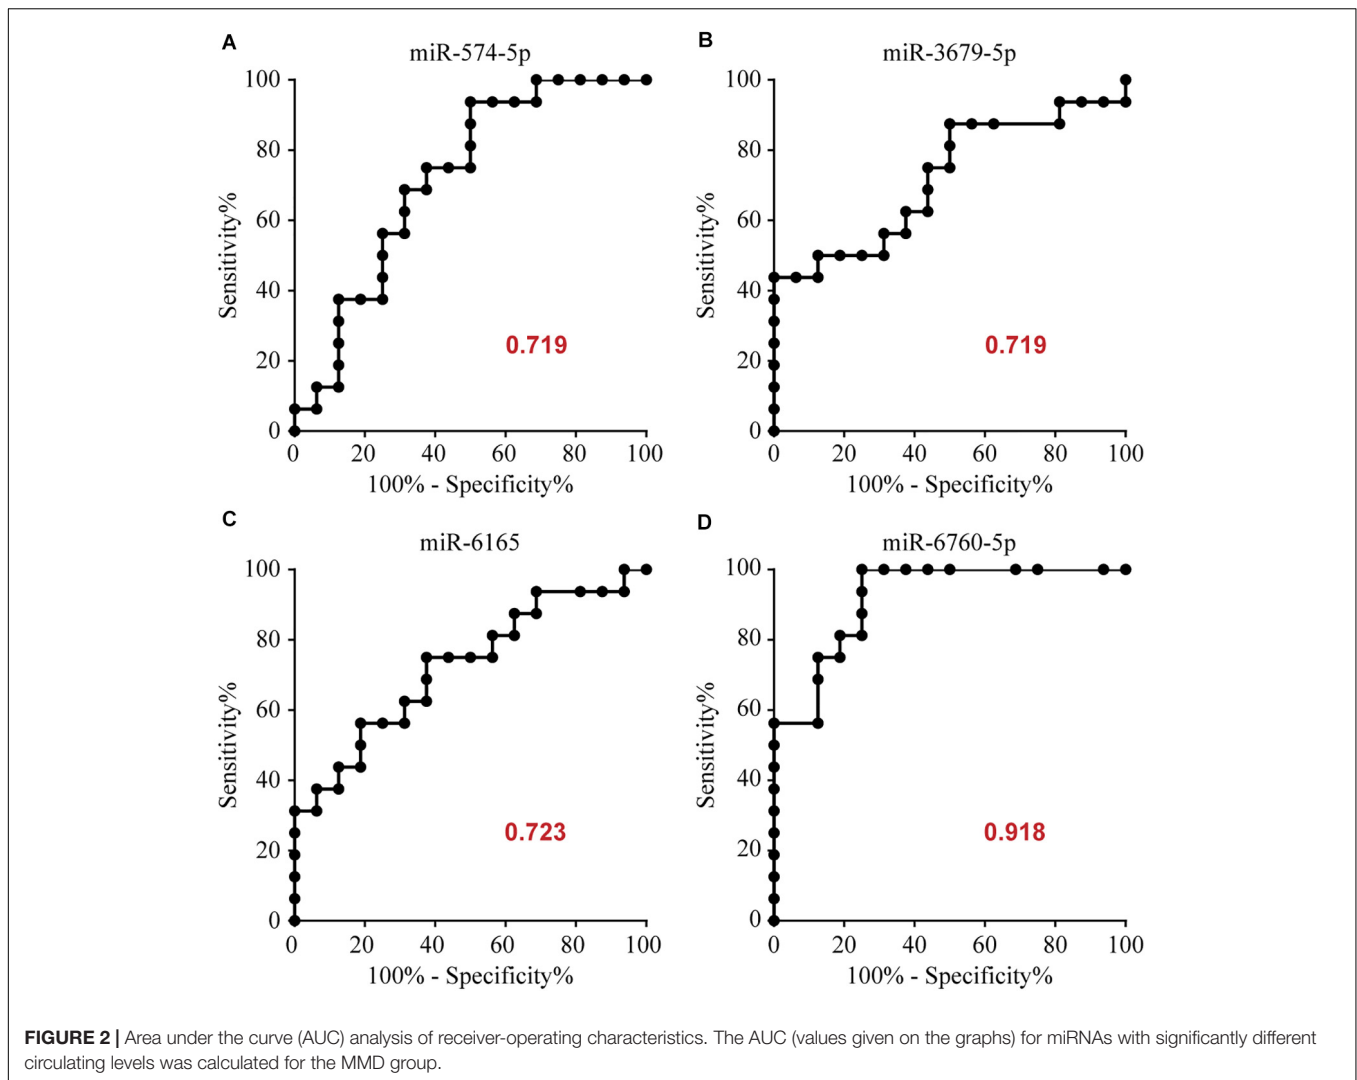 A
miR-574-5p
100
80
60
40
20
0
Sensitivity%
0.719
0 20 40 60 80 100
100% - Specificity%
B
miR-3679-5p
100
80
60
40
20
0
Sensitivity%
0.719
0 20 40 60 80 100
100% - Specificity%
C
miR-6165
100
80
60
40
20
0
Sensitivity%
0.723
0 20 40 60 80 100
100% - Specificity%
D
miR-6760-5p
100
80
60
40
20
0
Sensitivity%
0.918
0 20 40 60 80 100
100% - Specificity%
FIGURE 2 | Area under the curve (AUC) analysis of receiver-operating characteristics. The AUC (values given on the graphs) for miRNAs with significantly different
circulating levels was calculated for the MMD group.